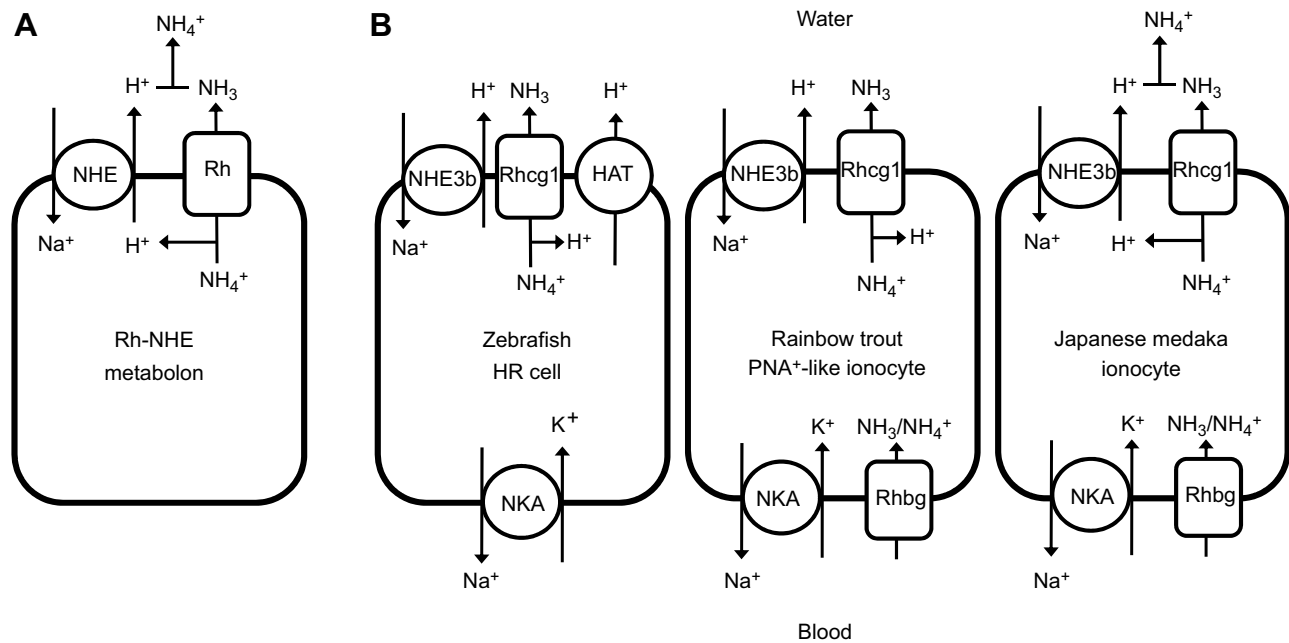 A
NH₄⁺
H⁺
NH₃
NHE
Rh
Na⁺
H⁺
NH₄⁺
Rh-NHE
metabolon
B
Water
H⁺
NH₃
H⁺
NHE3b
Rhcg1
HAT
Na⁺
H⁺
NH₄⁺
Zebrafish
HR cell
K⁺
NKA
Na⁺
H⁺
NH₃
NHE3b
Rhcg1
Na⁺
H⁺
NH₄⁺
Rainbow trout
PNA⁺-like ionocyte
K⁺
NH₃/NH₄⁺
NKA
Rhbg
Na⁺
NH₄⁺
H⁺
NH₃
NHE3b
Rhcg1
Na⁺
H⁺
NH₄⁺
Japanese medaka
ionocyte
K⁺
NH₃/NH₄⁺
NKA
Rhbg
Na⁺
Blood